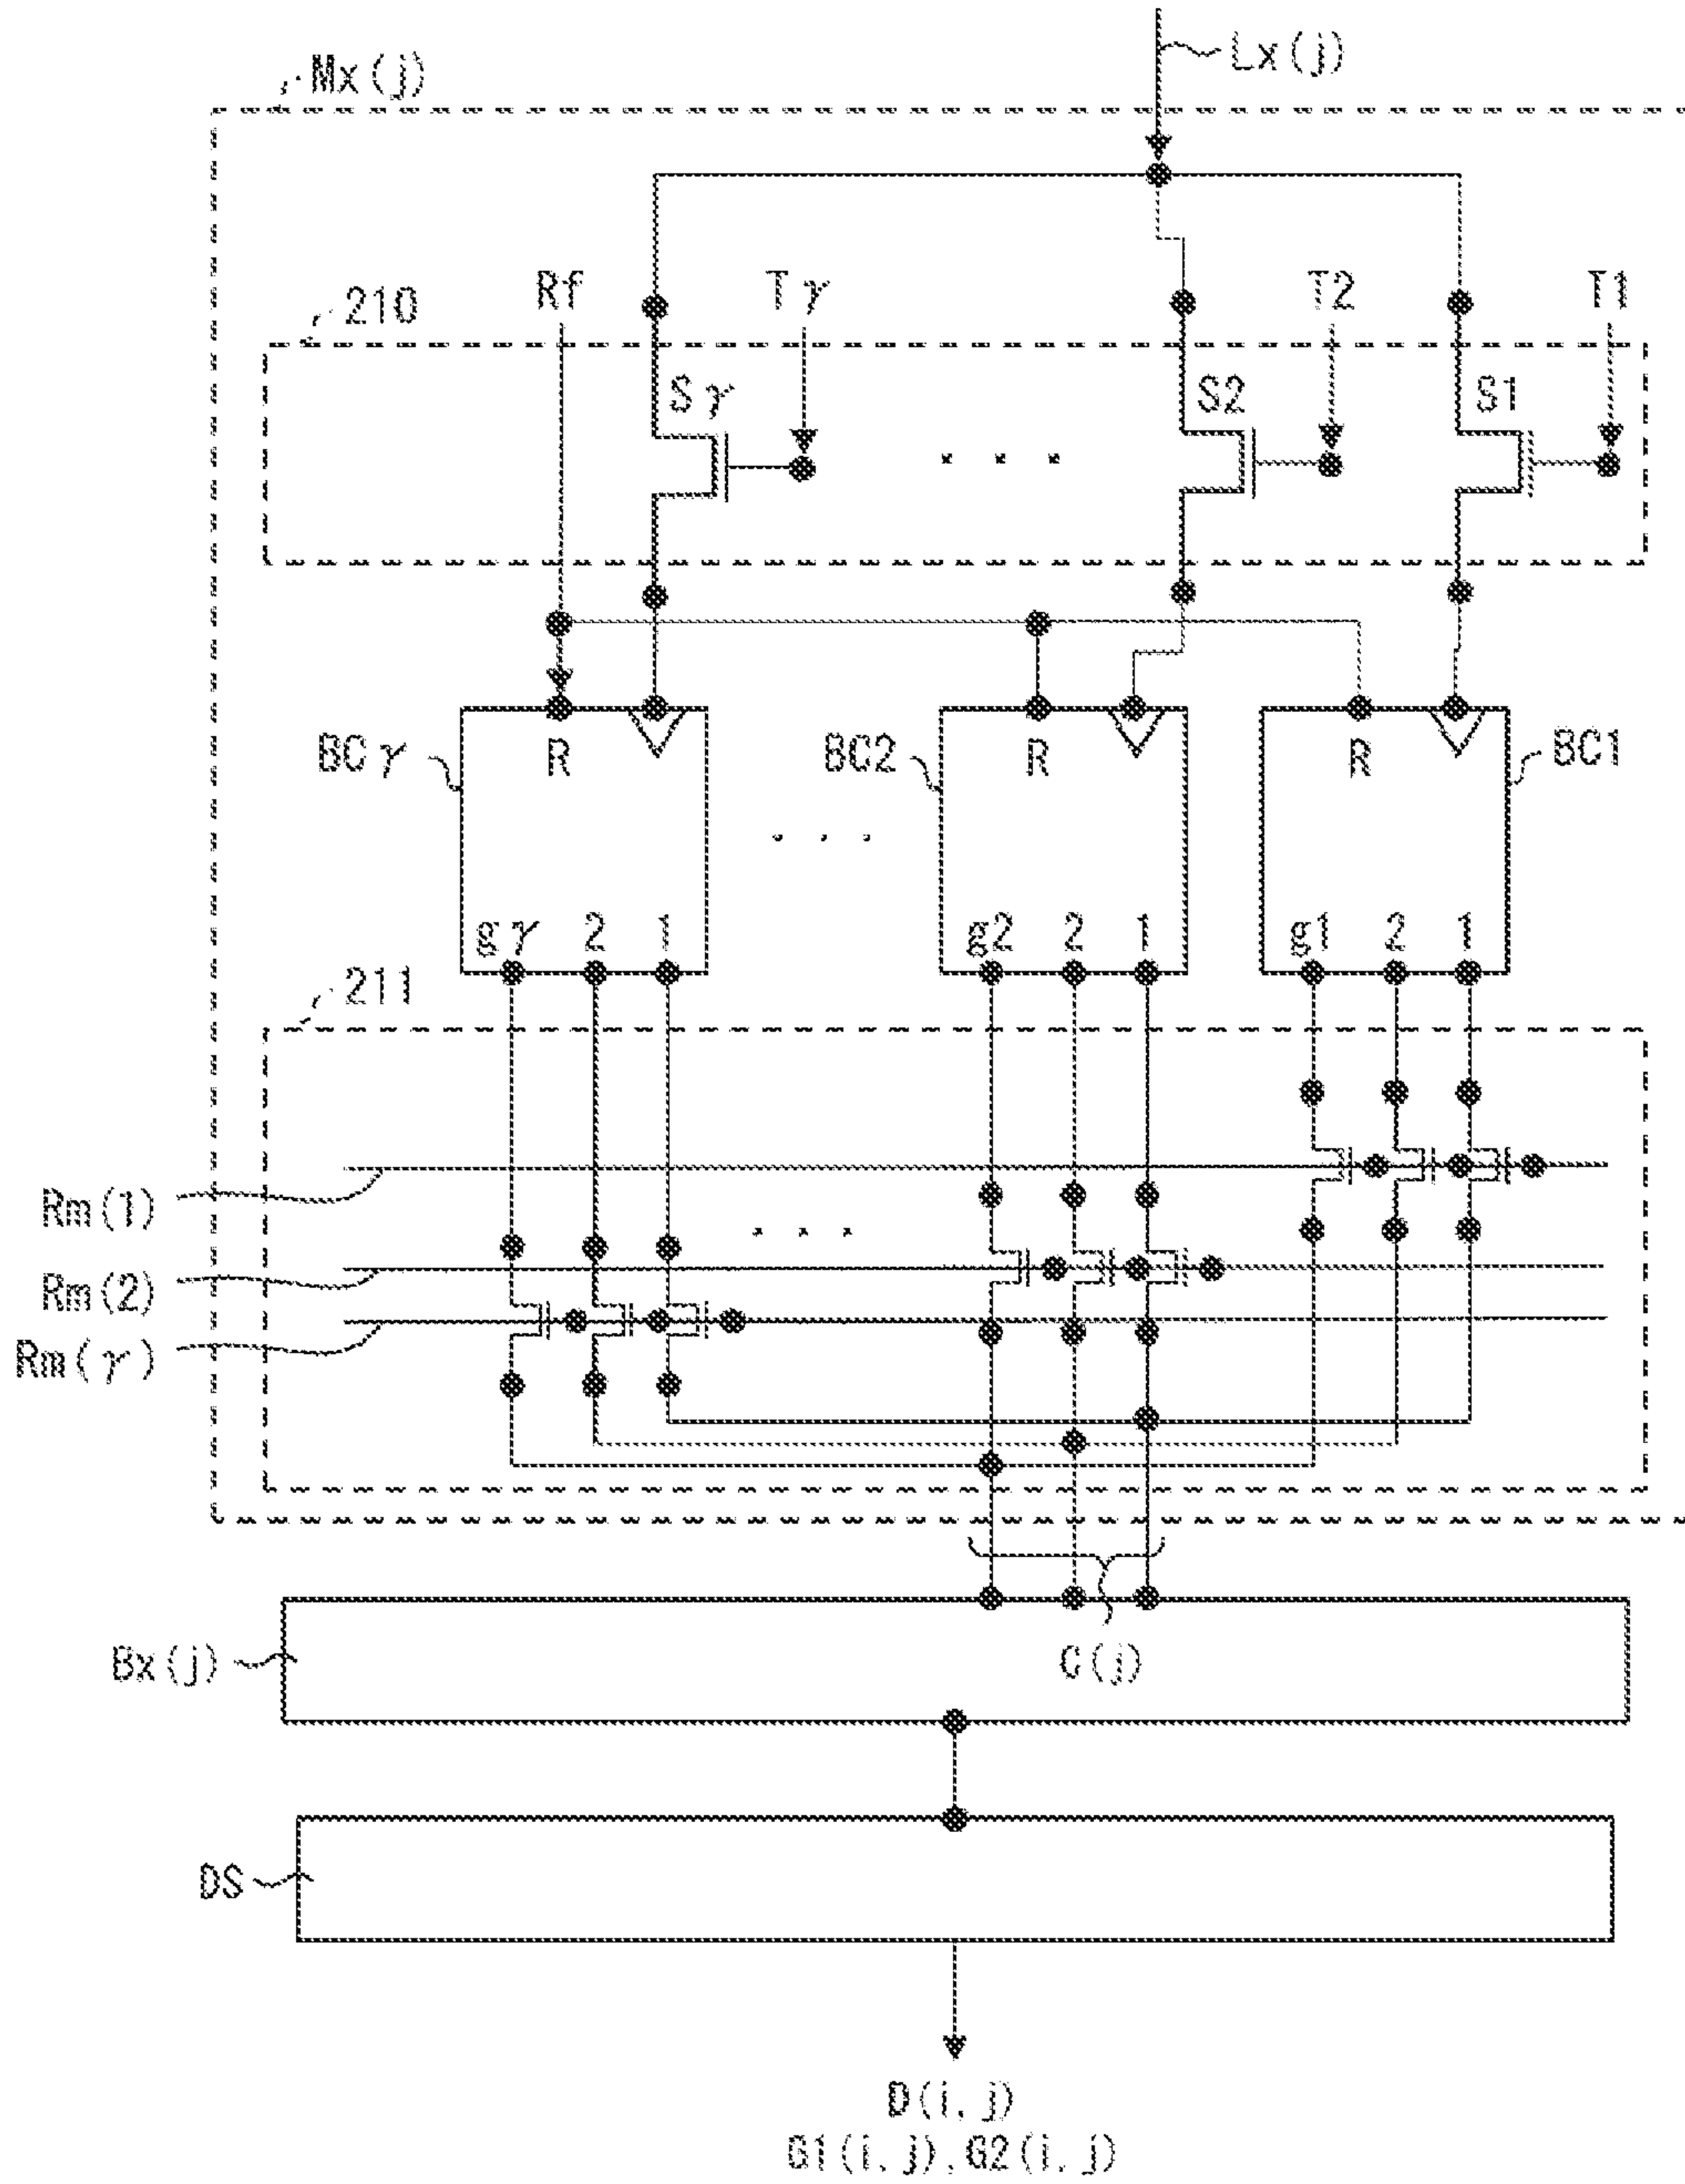 Mx(j)
Lx(j)
210
Rf
Tγ
T2
T1
Sγ
S2
S1
BCγ
R
BC2
R
R
BC1
gγ 2 1
g2 2 1
g1 2 1
211
Rm(1)
Rm(2)
Rm(γ)
Bx(j)
C(j)
DS
D(i,j)
G1(i,j),G2(i,j)